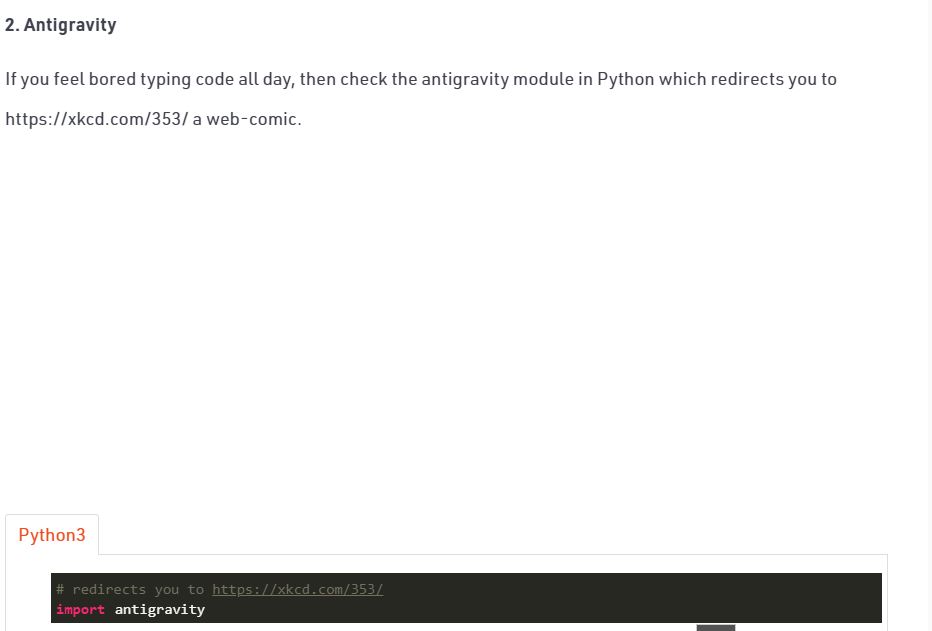 2. Antigravity
If you feel bored typing code all day, then check the antigravity module in Python which redirects you to
https://xkcd.com/353/ a web-comic.
Python3
# redirects you to https://xkcd.com/353/
import antigravity